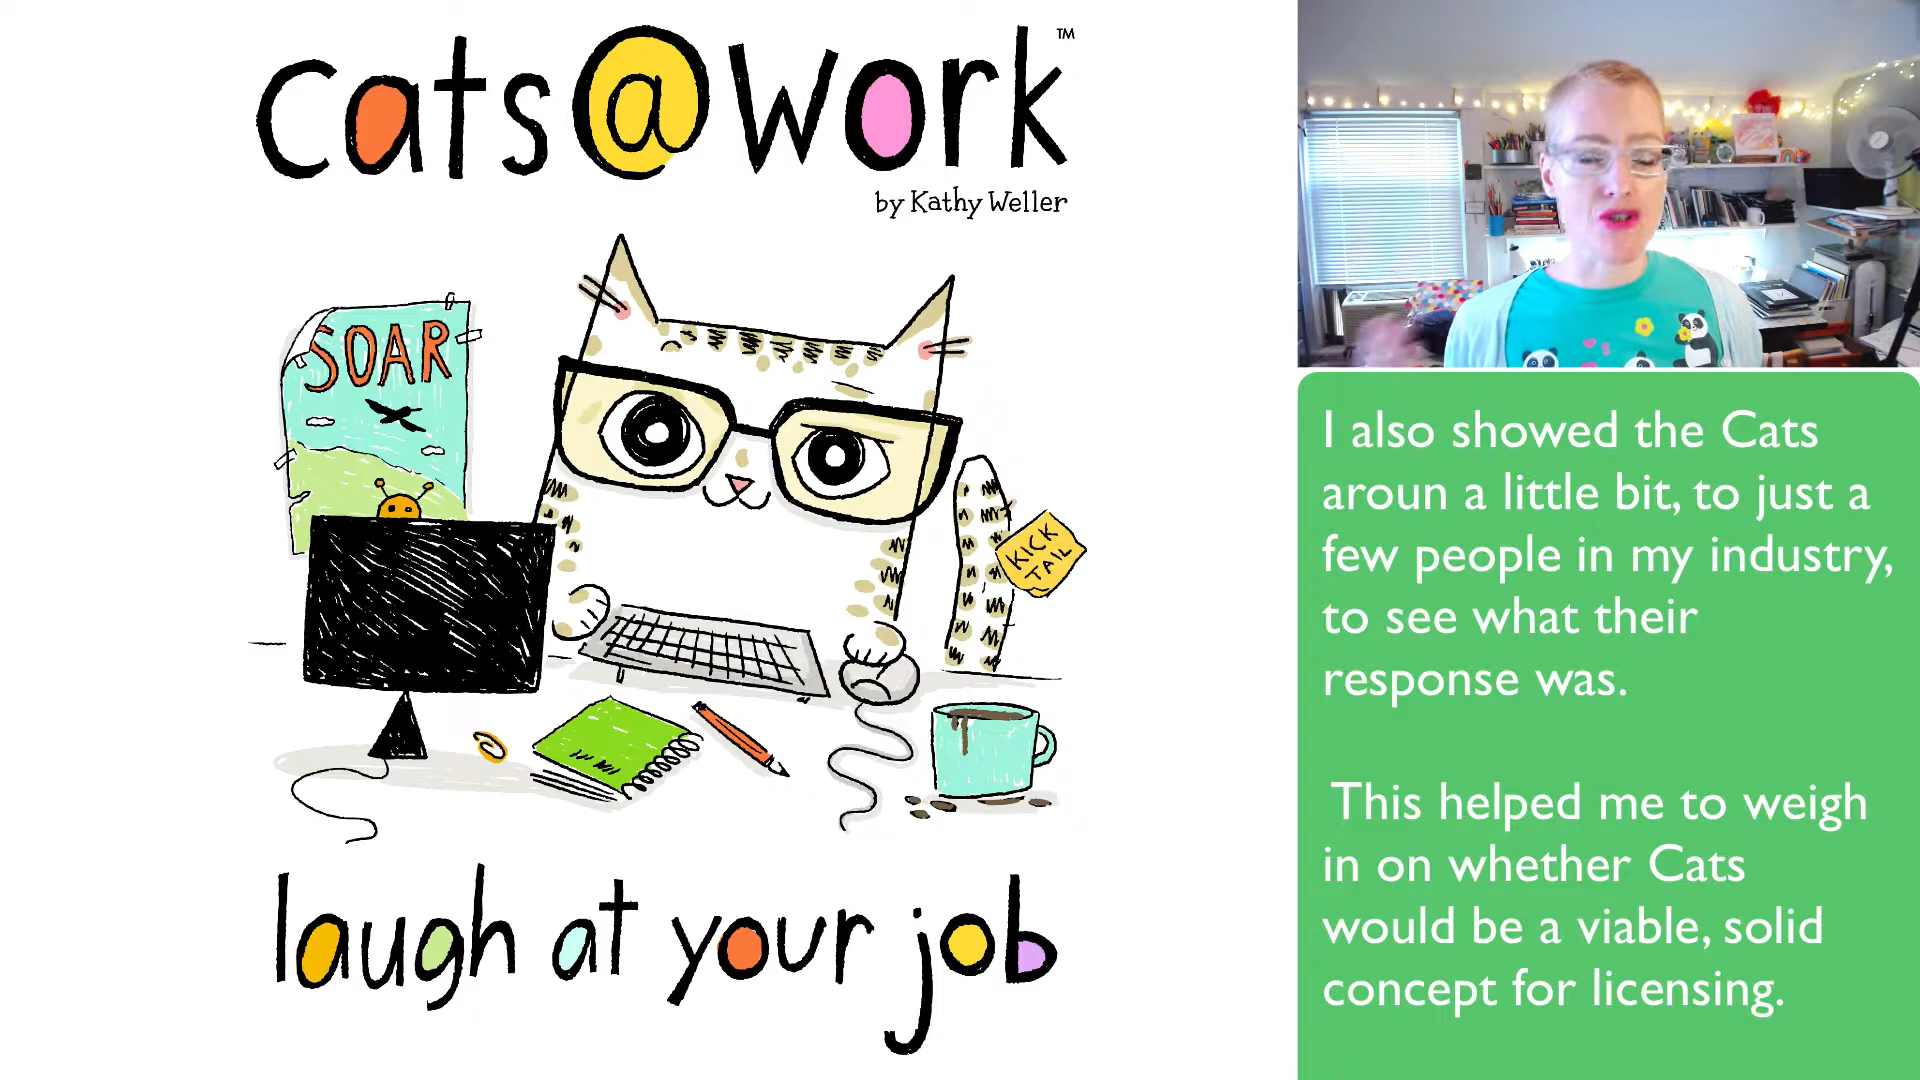 cats@work™
by Kathy Weller
SOAR
KICK
TAIL
laugh at your job
I also showed the Cats
aroun a little bit, to just a
few people in my industry,
to see what their
response was.
This helped me to weigh
in on whether Cats
would be a viable, solid
concept for licensing.